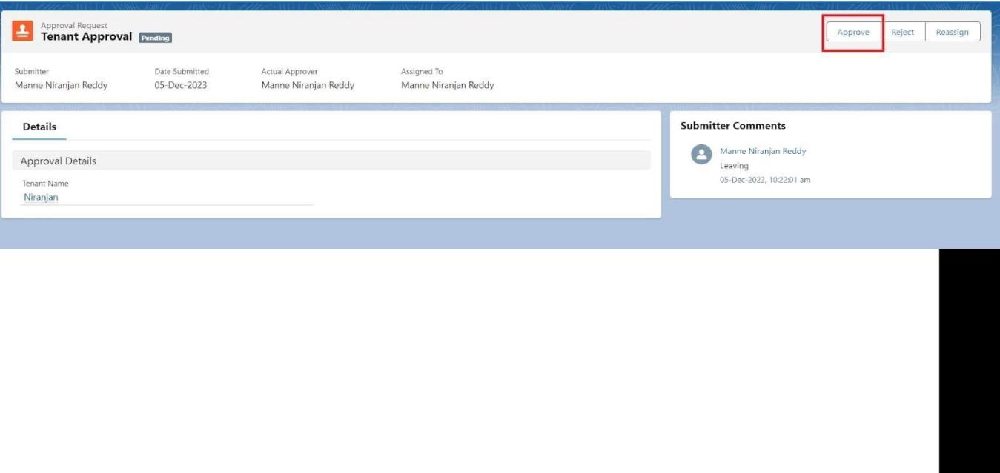 Approval Request
Tenant Approval Pending
Approve Reject Reassign
Submitter Date Submitted Actual Approver Assigned To
Manne Niranjan Reddy 05-Dec-2023 Manne Niranjan Reddy Manne Niranjan Reddy
Details
Approval Details
Tenant Name
Niranjan
Submitter Comments
Manne Niranjan Reddy
Leaving
05-Dec-2023, 10:22:01 am